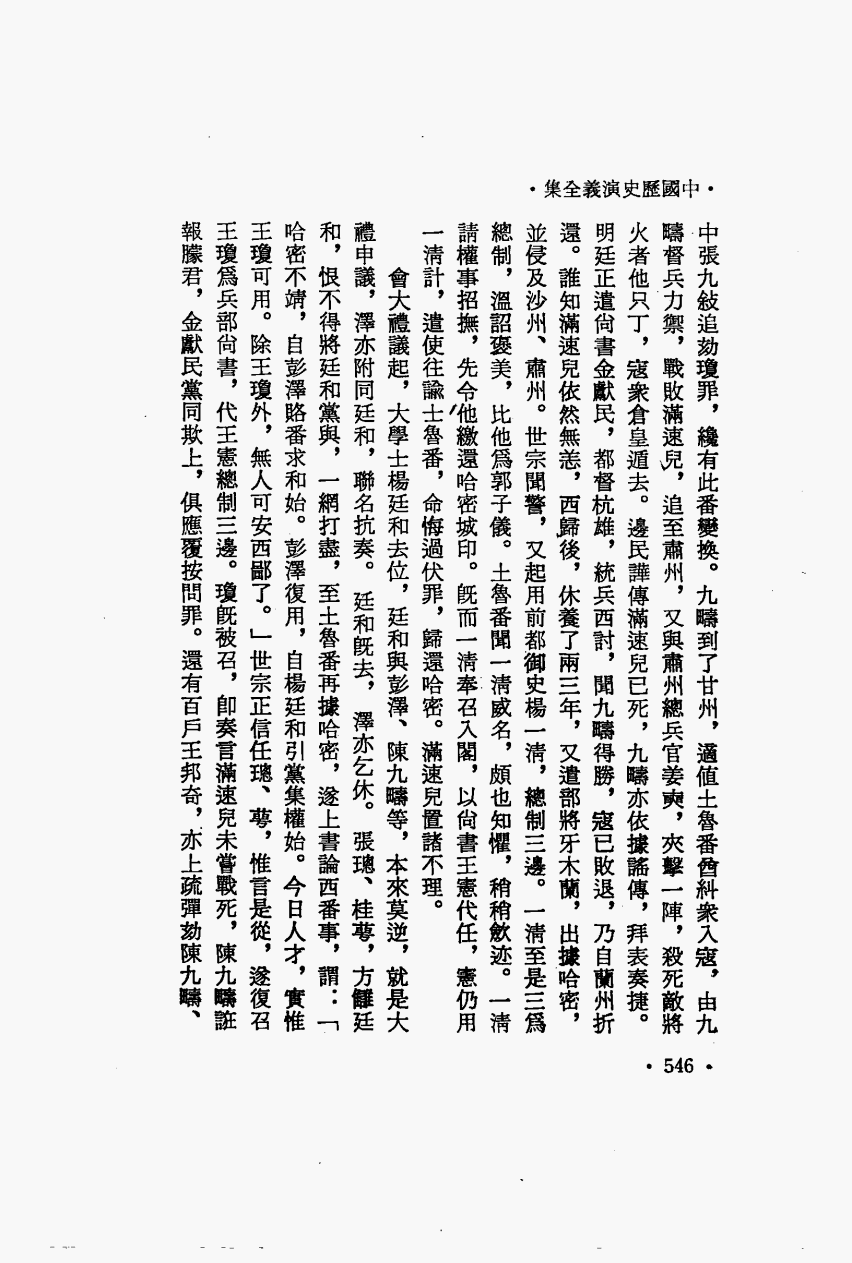 ·中國歷史演義全集·
中張九敍追劾瓊罪，纔有此番變換。九疇到了甘州，適值土魯番酋糾衆入寇，由九
疇督兵力禦，戰敗滿速兒，追至肅州，又與肅州總兵官姜奭，夾擊一陣，殺死敵將
火者他只丁，寇衆倉皇遁去。邊民譁傳滿速兒已死，九疇亦依據謠傳，拜表奏捷。
明廷正遣尙書金獻民，都督杭雄，統兵西討，聞九疇得勝，寇已敗退，乃自蘭州折
還。誰知滿速兒依然無恙，西歸後，休養了兩三年，又遣部將牙木蘭，出據哈密，
並侵及沙州、肅州。世宗聞警，又起用前都御史楊一淸，總制三邊。一淸至是三爲
總制，溫詔褒美，比他爲郭子儀。土魯番聞一淸威名，頗也知懼，稍稍歛迹。一淸
請權事招撫，先令他繳還哈密城印。旣而一淸奉召入閣，以尙書王憲代任，憲仍用
一淸計，遣使往諭士魯番，命悔過伏罪，歸還哈密。滿速兒置諸不理。
會大禮議起，大學士楊廷和去位，廷和與彭澤、陳九疇等，本來莫逆，就是大
禮申議，澤亦附同廷和，聯名抗奏。廷和旣去，澤亦乞休。張璁、桂萼，方讎廷
和，恨不得將廷和黨與，一網打盡，至土魯番再據哈密，遂上書論西番事，謂：「
哈密不靖，自彭澤賂番求和始。彭澤復用，自楊廷和引黨集權始。今日人才，實惟
王瓊可用。除王瓊外，無人可安西鄙了。」世宗正信任璁、萼，惟言是從，遂復召
王瓊爲兵部尙書，代王憲總制三邊。瓊旣被召，卽奏言滿速兒未嘗戰死，陳九疇誑
報朦君，金獻民黨同欺上，俱應覆按問罪。還有百戶王邦奇，亦上疏彈劾陳九疇、
·546·